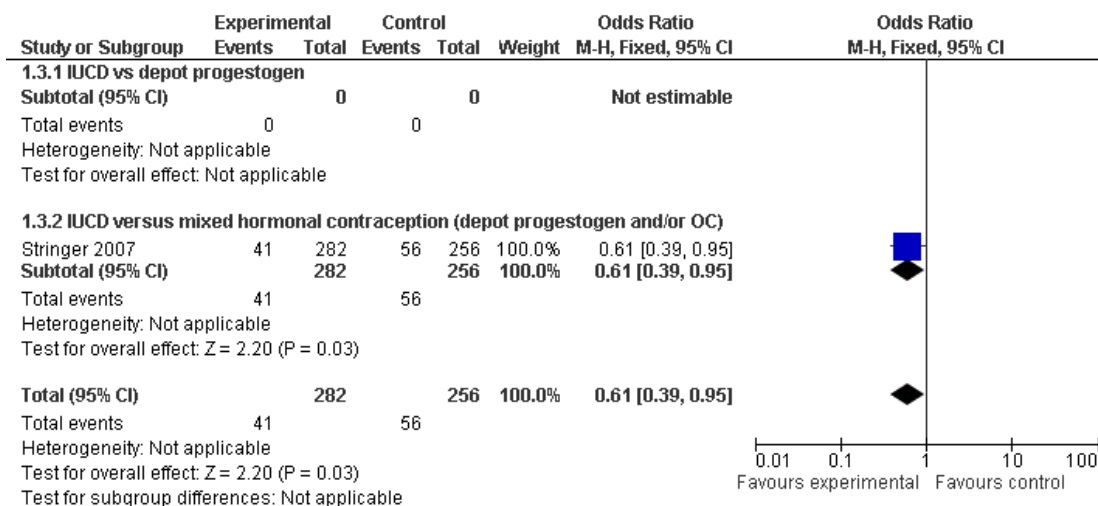 Experimental Control Odds Ratio Odds Ratio
Study or Subgroup Events Total Events Total Weight M-H, Fixed, 95% CI M-H, Fixed, 95% CI
1.3.1 IUCD vs depot progestogen
Subtotal (95% CI) 0 0 Not estimable
Total events 0 0
Heterogeneity: Not applicable
Test for overall effect: Not applicable
1.3.2 IUCD versus mixed hormonal contraception (depot progestogen and/or OC)
Stringer 2007 41 282 56 256 100.0% 0.61 [0.39, 0.95]
Subtotal (95% CI) 282 256 100.0% 0.61 [0.39, 0.95]
Total events 41 56
Heterogeneity: Not applicable
Test for overall effect: Z = 2.20 (P = 0.03)
Total (95% CI) 282 256 100.0% 0.61 [0.39, 0.95]
Total events 41 56
Heterogeneity: Not applicable
Test for overall effect: Z = 2.20 (P = 0.03)
Test for subgroup differences: Not applicable
0.01 0.1 1 10 100
Favours experimental Favours control